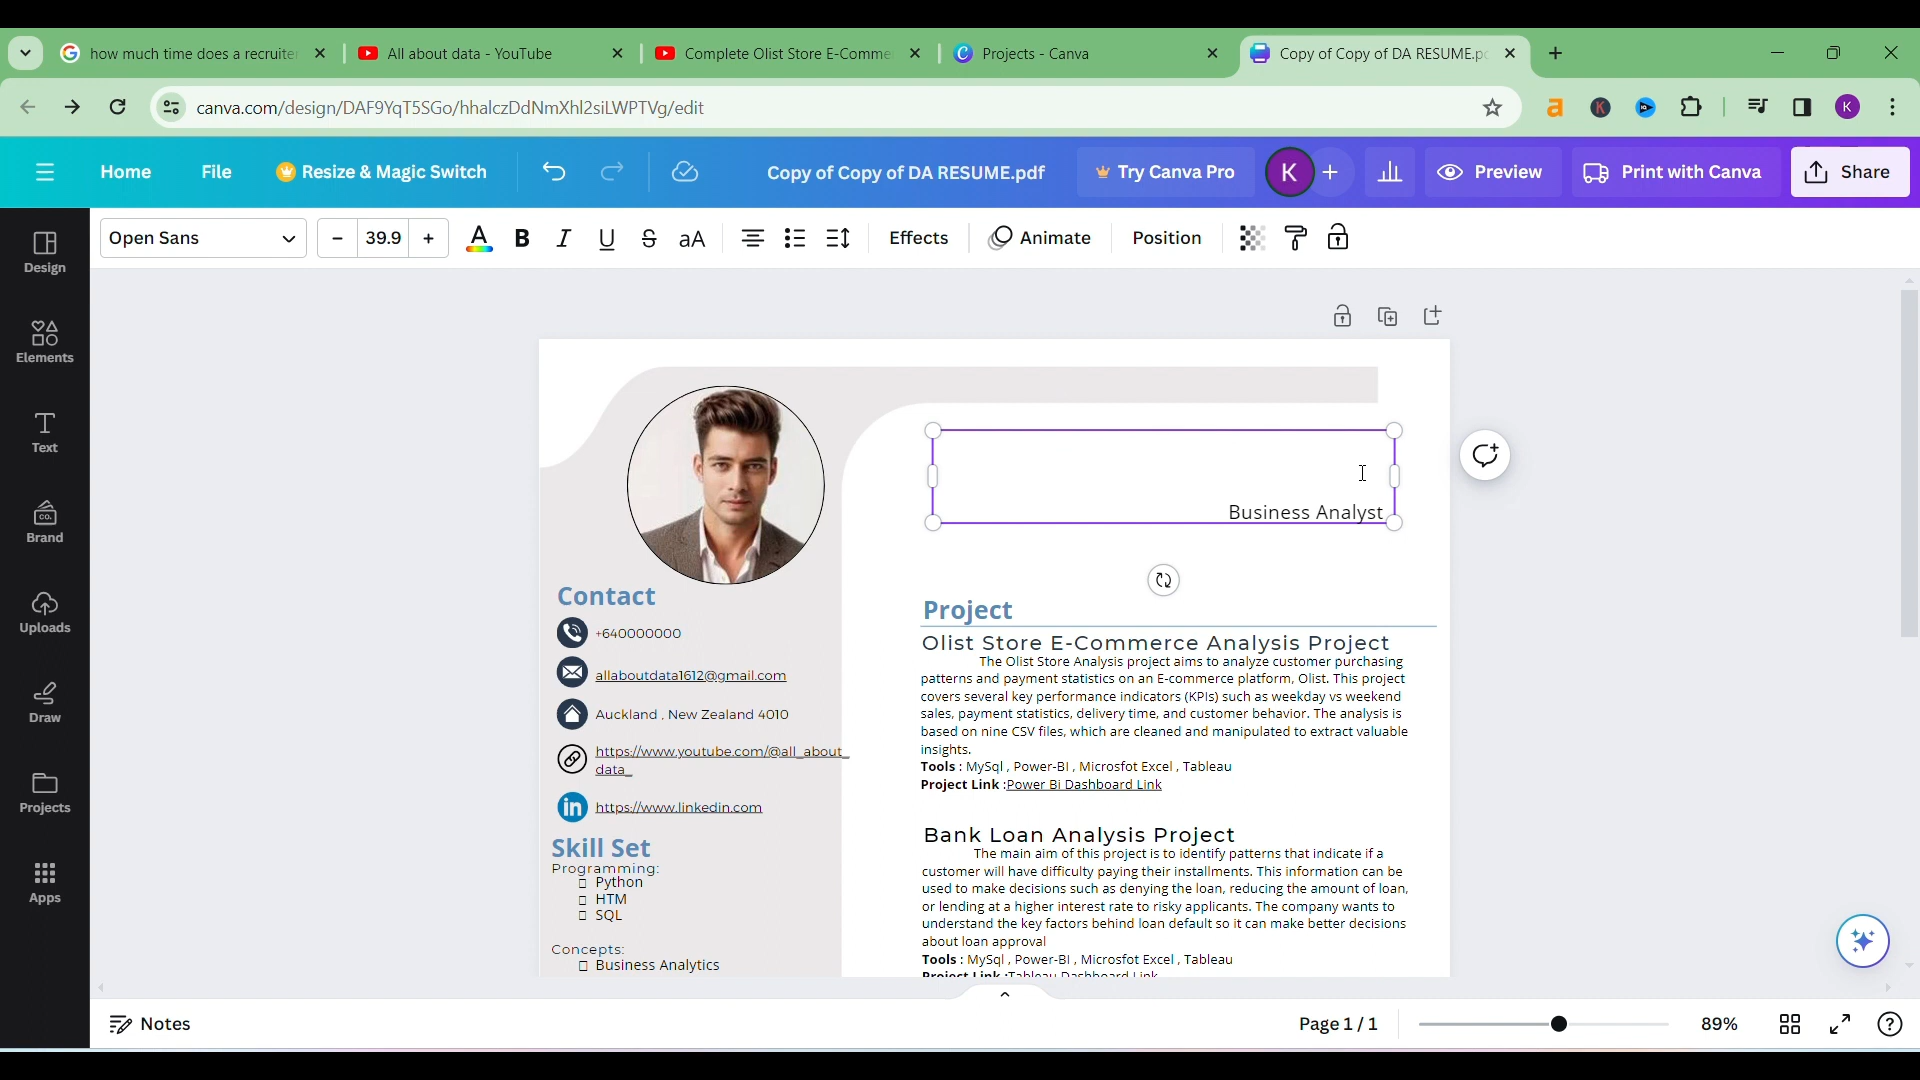 how much time does a recruiter
All about data - YouTube
Complete Olist Store E-Comme
Projects - Canva
Copy of Copy of DA RESUME.p
canva.com/design/DAF9YqT5SGo/hhalczDdNmXhl2siLWPTVg/edit
Home
File
Resize & Magic Switch
Copy of Copy of DA RESUME.pdf
Try Canva Pro
K
Preview
Print with Canva
Share
Open Sans
- 39.9 +
A
B
I
U
S
aA
Effects
Animate
Position
Design
Elements
Text
Brand
Uploads
Draw
Projects
Apps
Business Analyst
Contact
+640000000
allaboutdata1612@gmail.com
Auckland , New Zealand 4010
https://www.youtube.com/@all_about_
data_
https://www.linkedin.com
Skill Set
Programming:
Python
HTM
SQL
Concepts:
Business Analytics
Project
Olist Store E-Commerce Analysis Project
The Olist Store Analysis project aims to analyze customer purchasing
patterns and payment statistics on an E-commerce platform, Olist. This project
covers several key performance indicators (KPIs) such as weekday vs weekend
sales, payment statistics, delivery time, and customer behavior. The analysis is
based on nine CSV files, which are cleaned and manipulated to extract valuable
insights.
Tools : MySql , Power-BI , Microsfot Excel , Tableau
Project Link :Power Bi Dashboard Link
Bank Loan Analysis Project
The main aim of this project is to identify patterns that indicate if a
customer will have difficulty paying their installments. This information can be
used to make decisions such as denying the loan, reducing the amount of loan,
or lending at a higher interest rate to risky applicants. The company wants to
understand the key factors behind loan default so it can make better decisions
about loan approval
Tools : MySql , Power-BI , Microsfot Excel , Tableau
Project Link :Tableau Dashboard Link
Notes
Page 1 / 1
89%